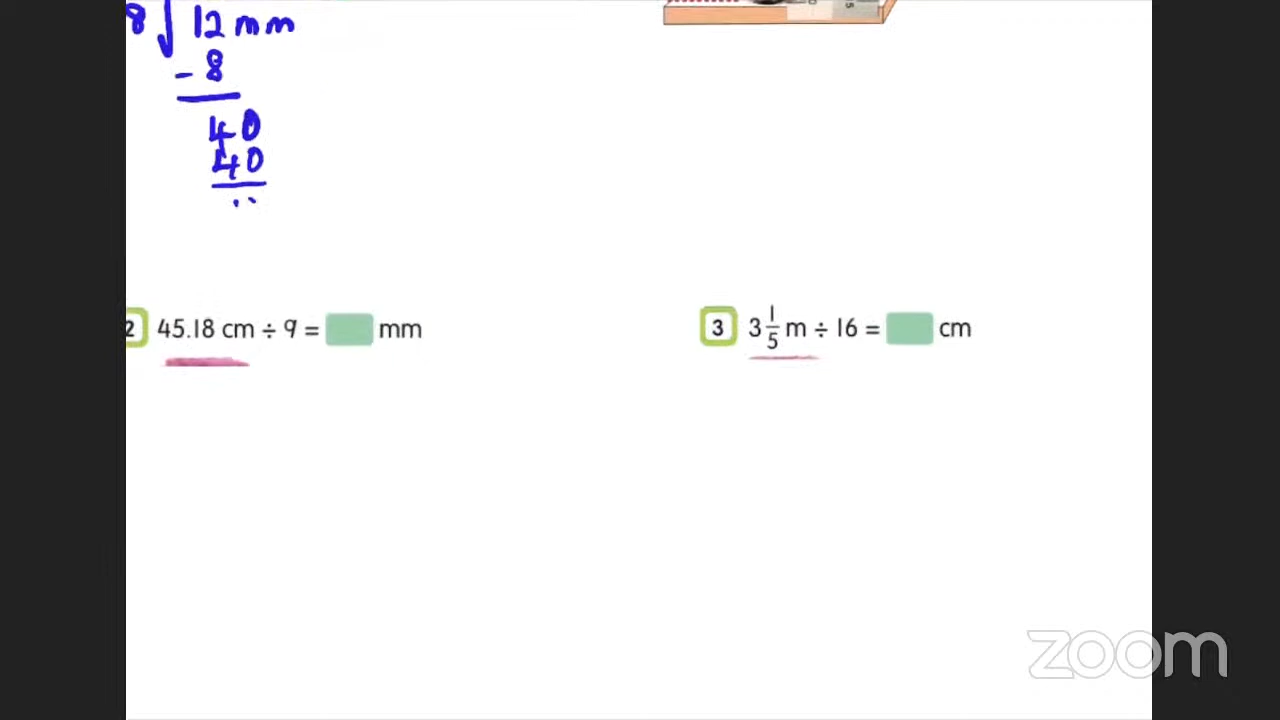 8 √ 12 mm
- 8
40
40
2 45.18 cm ÷ 9 = mm
3 3 1/5 m ÷ 16 = cm
zoom